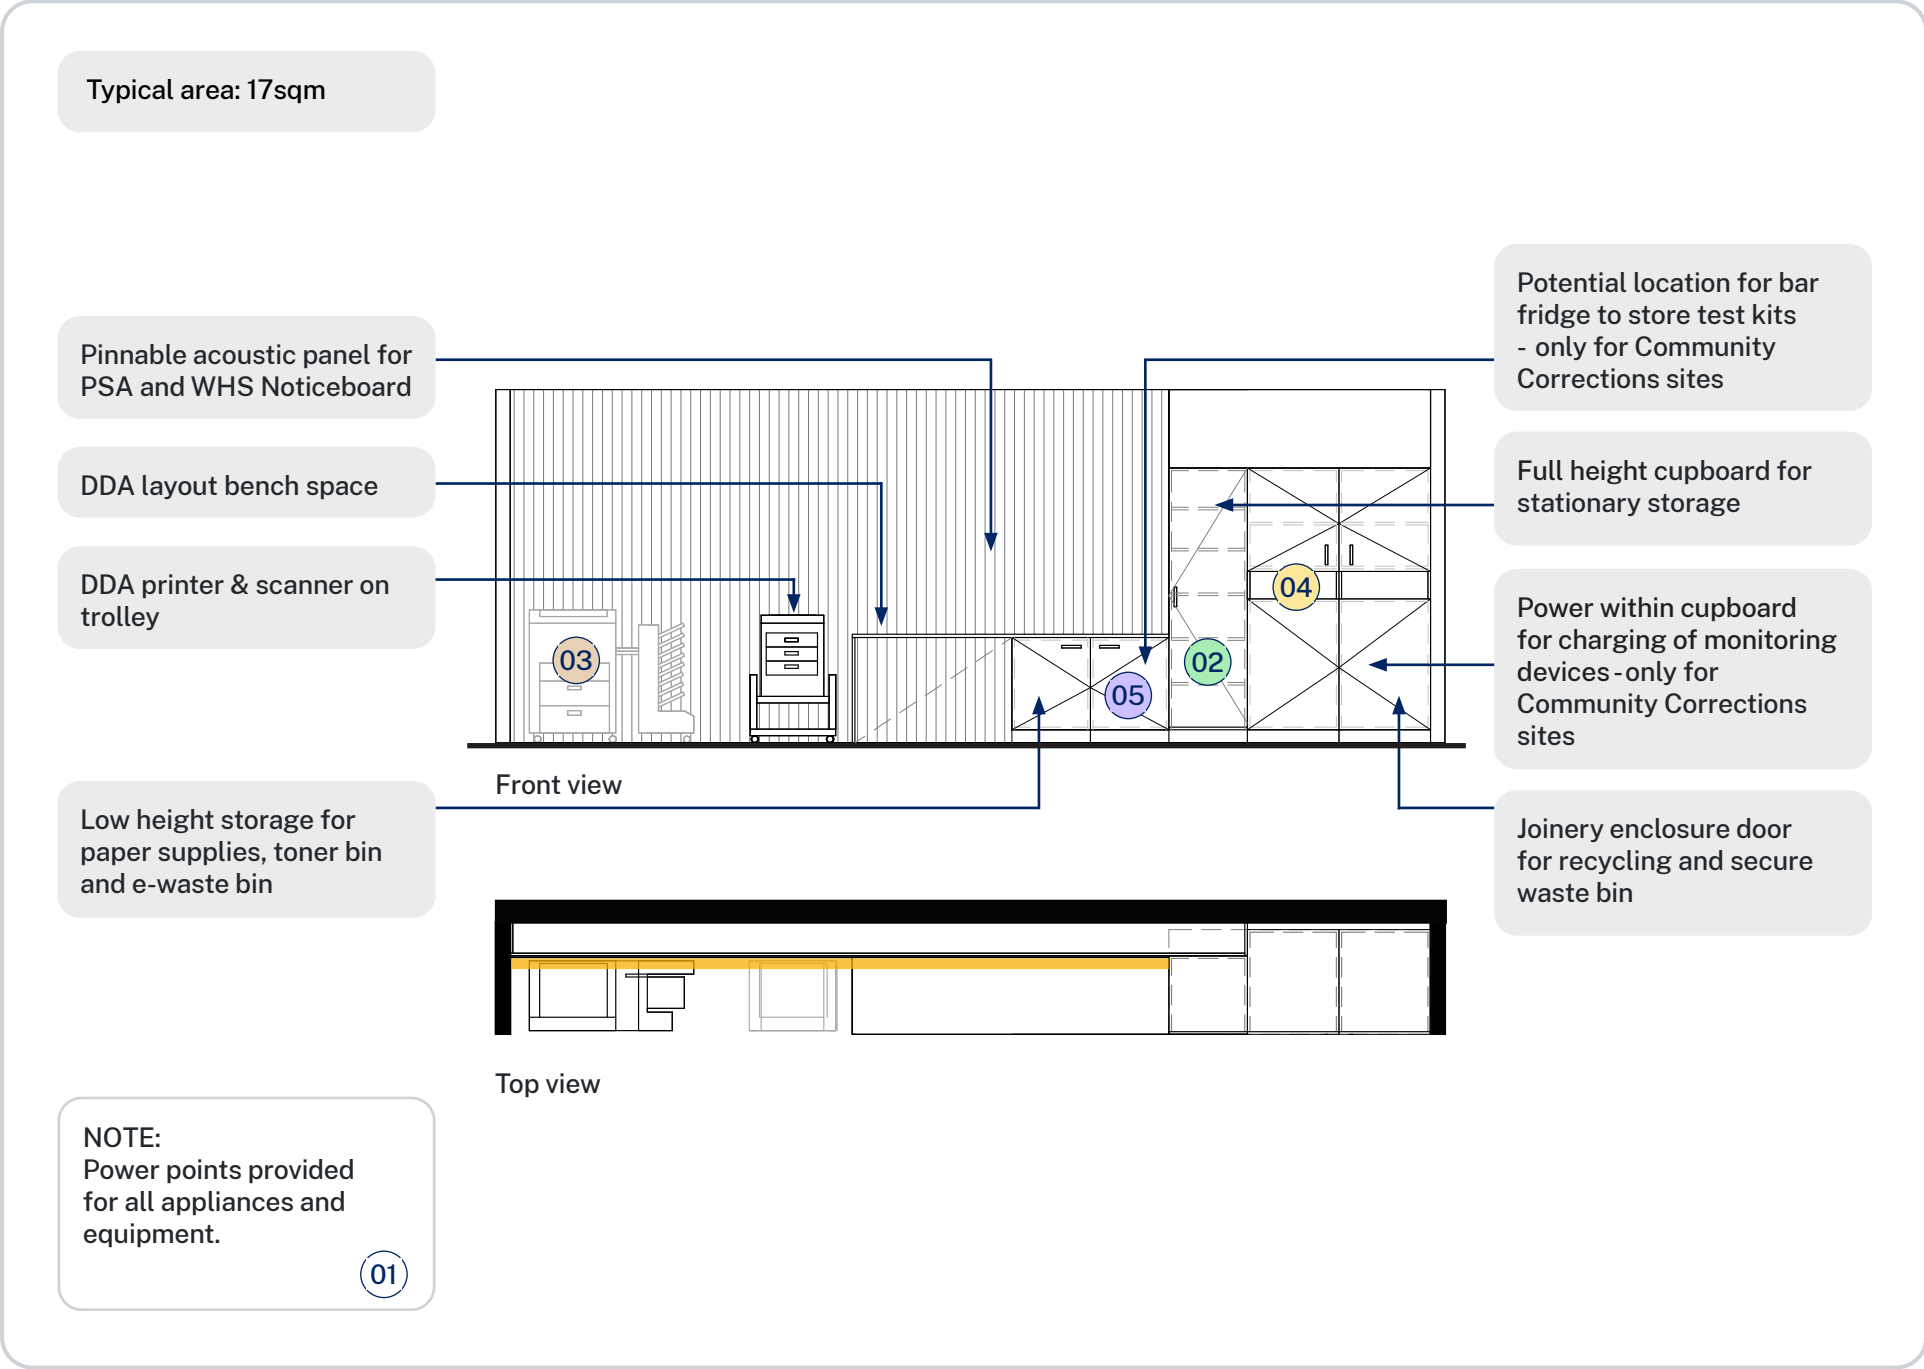 Typical area: 17sqm
Pinnable acoustic panel for
PSA and WHS Noticeboard
DDA layout bench space
DDA printer & scanner on
trolley
Low height storage for
paper supplies, toner bin
and e-waste bin
Potential location for bar
fridge to store test kits
- only for Community
Corrections sites
Full height cupboard for
stationary storage
Power within cupboard
for charging of monitoring
devices - only for
Community Corrections
sites
Joinery enclosure door
for recycling and secure
waste bin
03
04
02
05
Front view
Top view
NOTE:
Power points provided
for all appliances and
equipment.
01